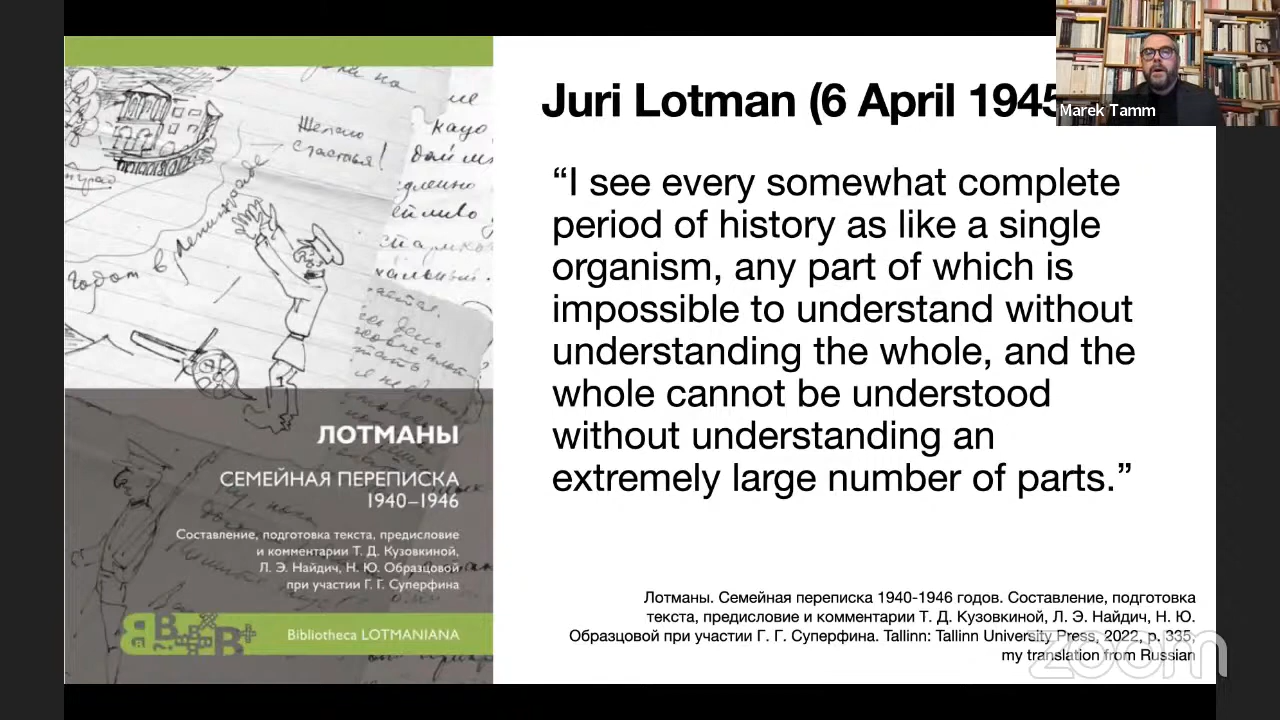 Juri Lotman (6 April 1945
Marek Tamm
“I see every somewhat complete
period of history as like a single
organism, any part of which is
impossible to understand without
understanding the whole, and the
whole cannot be understood
without understanding an
extremely large number of parts.”
Желаю
счастья!
ЛОТМАНЫ
СЕМЕЙНАЯ ПЕРЕПИСКА
1940–1946
Составление, подготовка текста, предисловие
и комментарии Т. Д. Кузовкиной,
Л. Э. Найдич, Н. Ю. Образцовой
при участии Г. Г. Суперфина
Bibliotheca LOTMANIANA
Лотманы. Семейная переписка 1940-1946 годов. Составление, подготовка
текста, предисловие и комментарии Т. Д. Кузовкиной, Л. Э. Найдич, Н. Ю.
Образцовой при участии Г. Г. Суперфина. Tallinn: Tallinn University Press, 2022, p. 335,
my translation from Russian
zoom